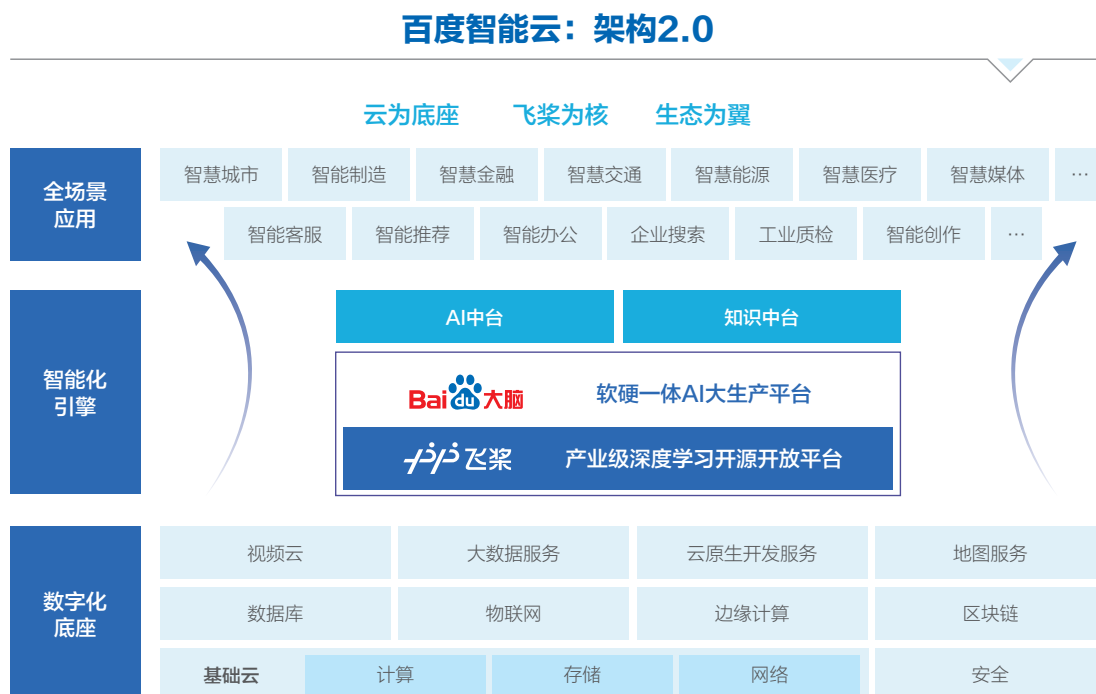 百度智能云：架构2.0
云为底座 飞桨为核 生态为翼
全场景
应用
智慧城市 智能制造 智慧金融 智慧交通 智慧能源 智慧医疗 智慧媒体 …
智能客服 智能推荐 智能办公 企业搜索 工业质检 智能创作 …
智能化
引擎
AI中台 知识中台
Bai du 大脑 软硬一体AI大生产平台
飞桨 产业级深度学习开源开放平台
数字化
底座
视频云 大数据服务 云原生开发服务 地图服务
数据库 物联网 边缘计算 区块链
基础云 计算 存储 网络 安全